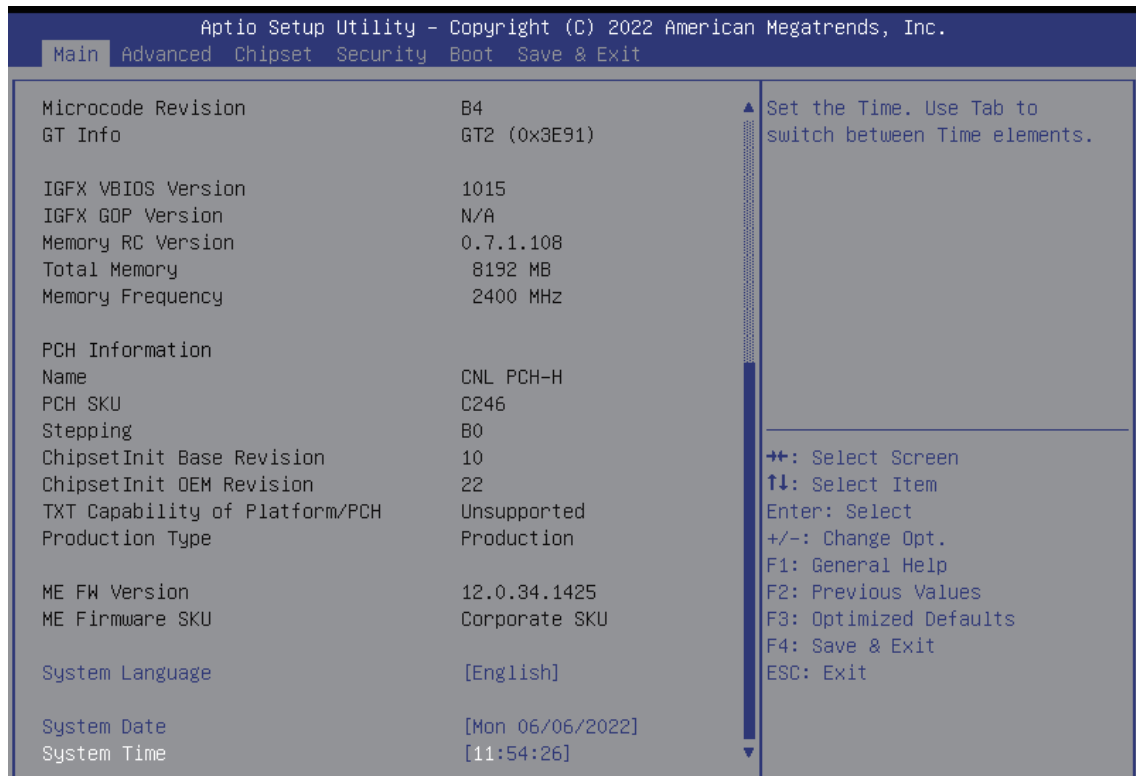 Aptio Setup Utility – Copyright (C) 2022 American Megatrends, Inc.
Main Advanced Chipset Security Boot Save & Exit
Microcode Revision B4
GT Info GT2 (0x3E91)
IGFX VBIOS Version 1015
IGFX GOP Version N/A
Memory RC Version 0.7.1.108
Total Memory 8192 MB
Memory Frequency 2400 MHz
PCH Information
Name CNL PCH-H
PCH SKU C246
Stepping B0
ChipsetInit Base Revision 10
ChipsetInit OEM Revision 22
TXT Capability of Platform/PCH Unsupported
Production Type Production
ME FW Version 12.0.34.1425
ME Firmware SKU Corporate SKU
System Language [English]
System Date [Mon 06/06/2022]
System Time [11:54:26]
Set the Time. Use Tab to
switch between Time elements.
→←: Select Screen
↑↓: Select Item
Enter: Select
+/-: Change Opt.
F1: General Help
F2: Previous Values
F3: Optimized Defaults
F4: Save & Exit
ESC: Exit